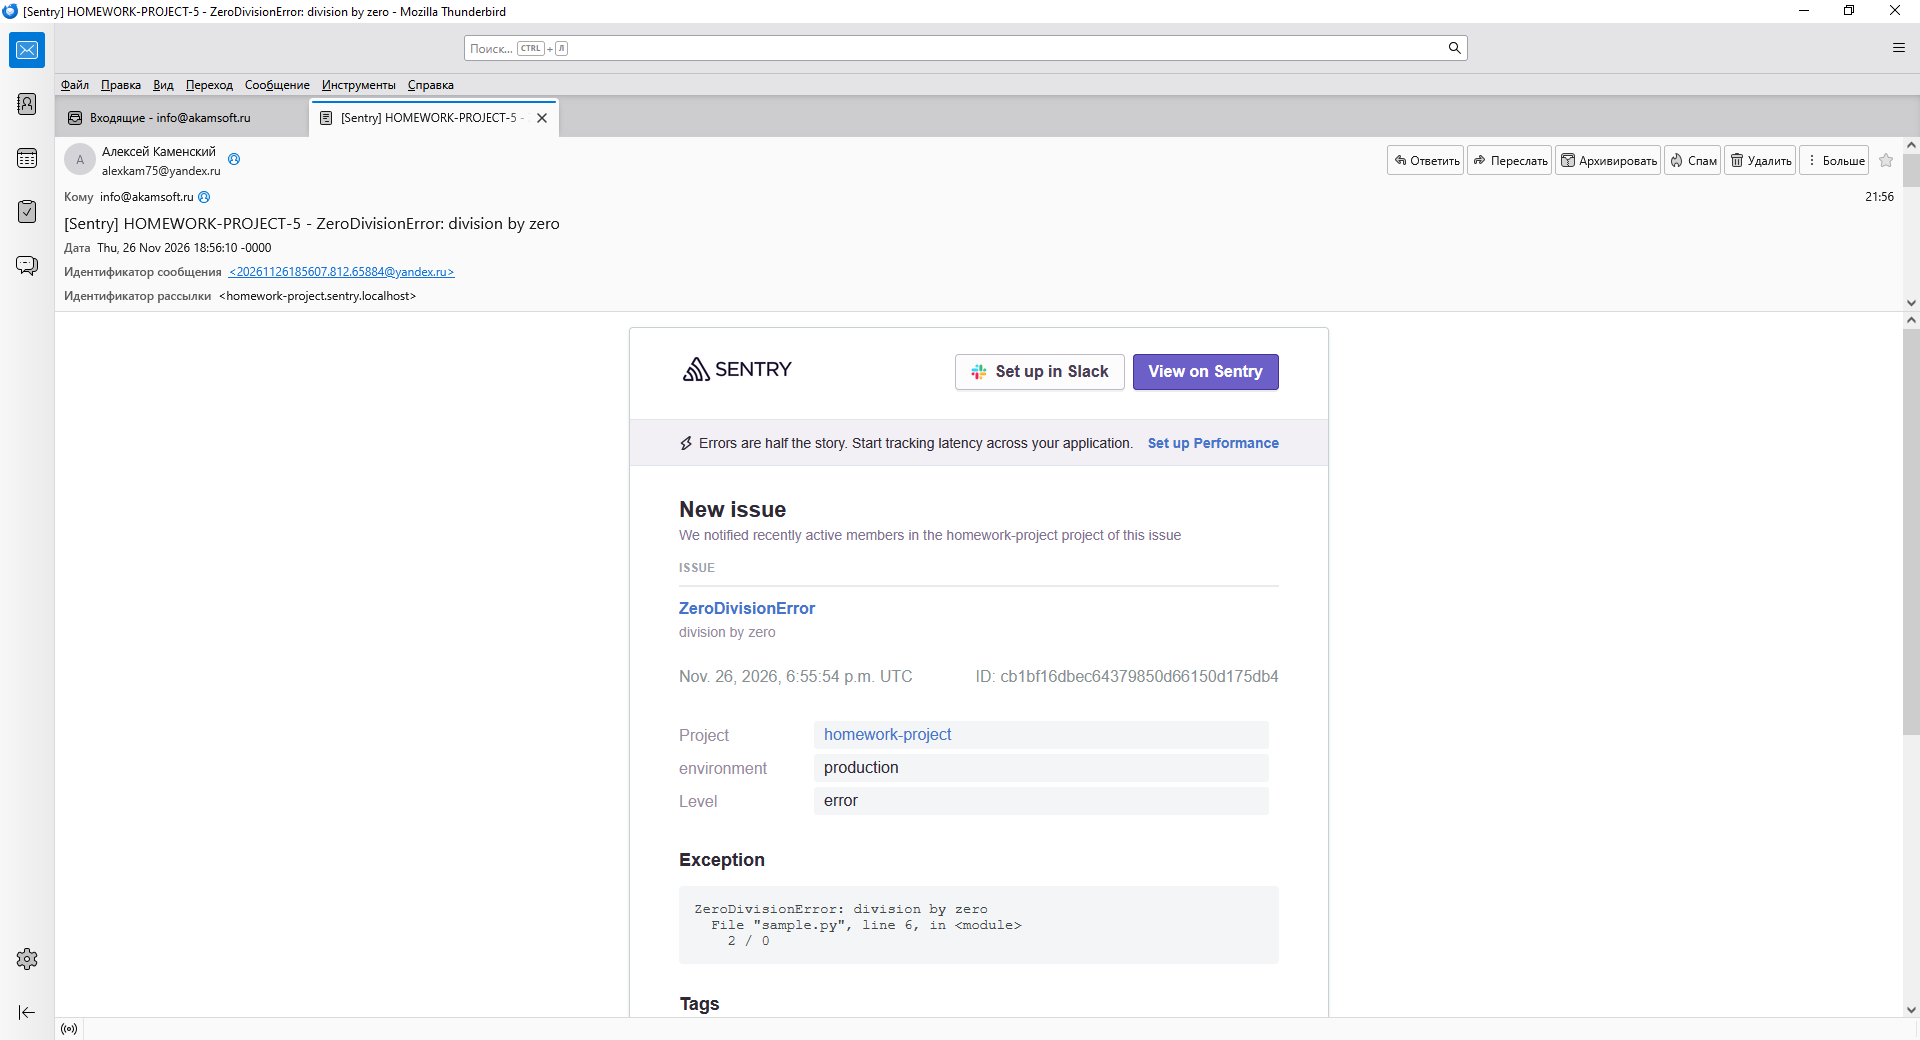 [Sentry] HOMEWORK-PROJECT-5 - ZeroDivisionError: division by zero - Mozilla Thunderbird
Поиск... CTRL + Л
Файл Правка Вид Переход Сообщение Инструменты Справка
Входящие - info@akamsoft.ru
[Sentry] HOMEWORK-PROJECT-5 -
А
Алексей Каменский
alexkam75@yandex.ru
Ответить Переслать Архивировать Спам Удалить Больше
Кому info@akamsoft.ru
21:56
[Sentry] HOMEWORK-PROJECT-5 - ZeroDivisionError: division by zero
Дата Thu, 26 Nov 2026 18:56:10 -0000
Идентификатор сообщения <20261126185607.812.65884@yandex.ru>
Идентификатор рассылки <homework-project.sentry.localhost>
SENTRY
Set up in Slack
View on Sentry
Errors are half the story. Start tracking latency across your application. Set up Performance
New issue
We notified recently active members in the homework-project project of this issue
ISSUE
ZeroDivisionError
division by zero
Nov. 26, 2026, 6:55:54 p.m. UTC ID: cb1bf16dbec64379850d66150d175db4
Project homework-project
environment production
Level error
Exception
ZeroDivisionError: division by zero
File "sample.py", line 6, in <module>
2 / 0
Tags